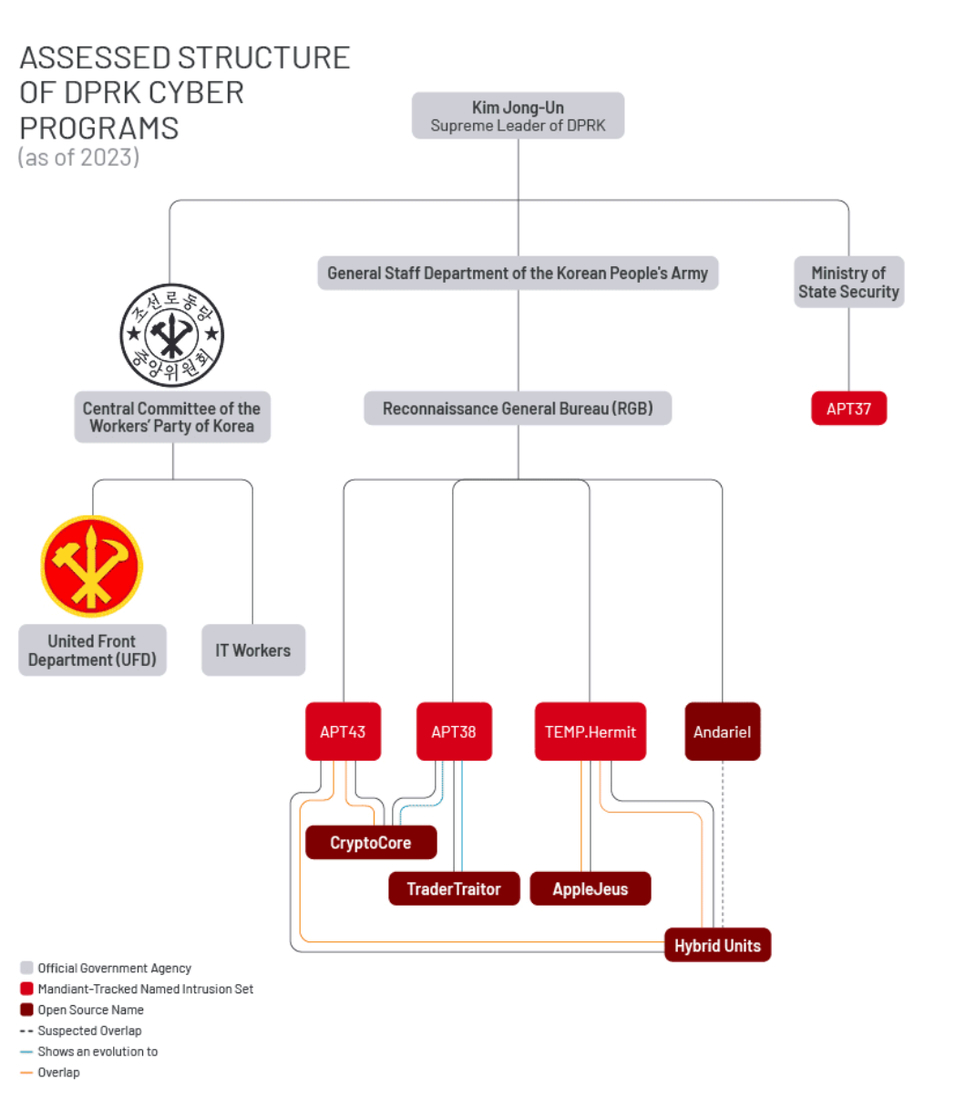 ASSESSED STRUCTURE
OF DPRK CYBER
PROGRAMS
(as of 2023)
Kim Jong-Un
Supreme Leader of DPRK
General Staff Department of the Korean People's Army
Ministry of
State Security
조선로동당
중앙위원회
Central Committee of the
Workers' Party of Korea
Reconnaissance General Bureau (RGB)
APT37
United Front
Department (UFD)
IT Workers
APT43
APT38
TEMP.Hermit
Andariel
CryptoCore
TraderTraitor
AppleJeus
Hybrid Units
Official Government Agency
Mandiant-Tracked Named Intrusion Set
Open Source Name
Suspected Overlap
Shows an evolution to
Overlap